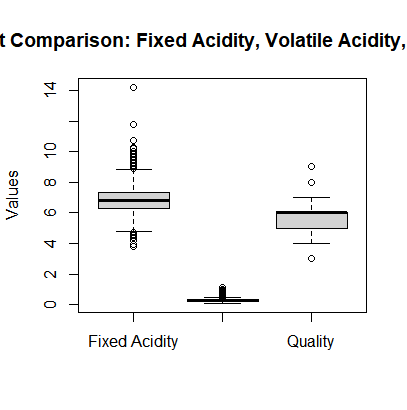 t Comparison: Fixed Acidity, Volatile Acidity,
Values
14
10
8
6
4
2
0
Fixed Acidity
Quality